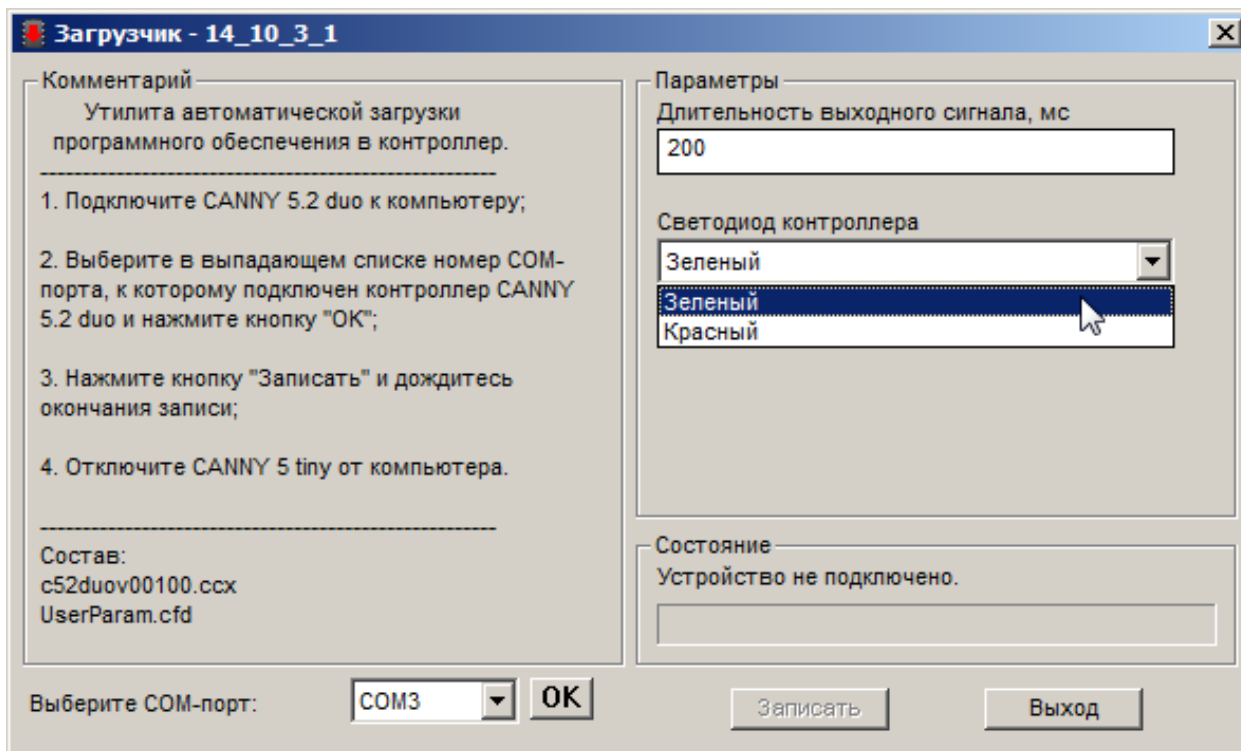 Загрузчик - 14_10_3_1
Комментарий
Утилита автоматической загрузки
программного обеспечения в контроллер.
----------------------------------------------------
1. Подключите CANNY 5.2 duo к компьютеру;
2. Выберите в выпадающем списке номер COM-
порта, к которому подключен контроллер CANNY
5.2 duo и нажмите кнопку "OK";
3. Нажмите кнопку "Записать" и дождитесь
окончания записи;
4. Отключите CANNY 5 tiny от компьютера.
----------------------------------------------------
Состав:
c52duov00100.ccx
UserParam.cfd
Параметры
Длительность выходного сигнала, мс
200
Светодиод контроллера
Зеленый
Зеленый
Красный
Состояние
Устройство не подключено.
Выберите COM-порт:
COM3
OK
Записать
Выход